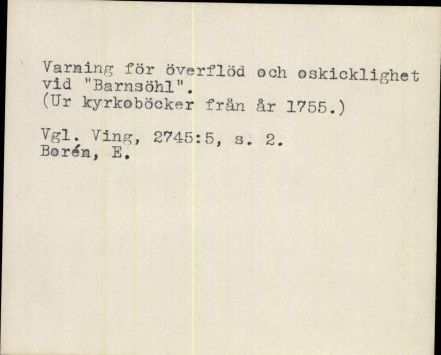 Varning för överflöd och oskicklighet
vid "Barnsöhl".
(Ur kyrkoböcker från år 1755.)
Vgl. Ving, 2745:5, s. 2.
Borén, E.